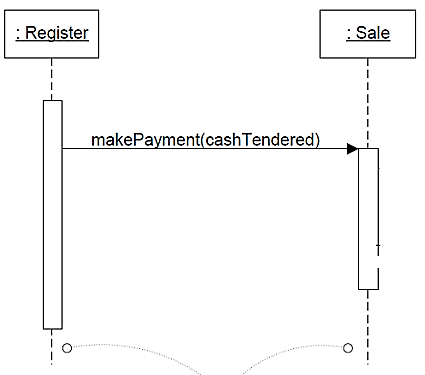 : Register
: Sale
makePayment(cashTendered)